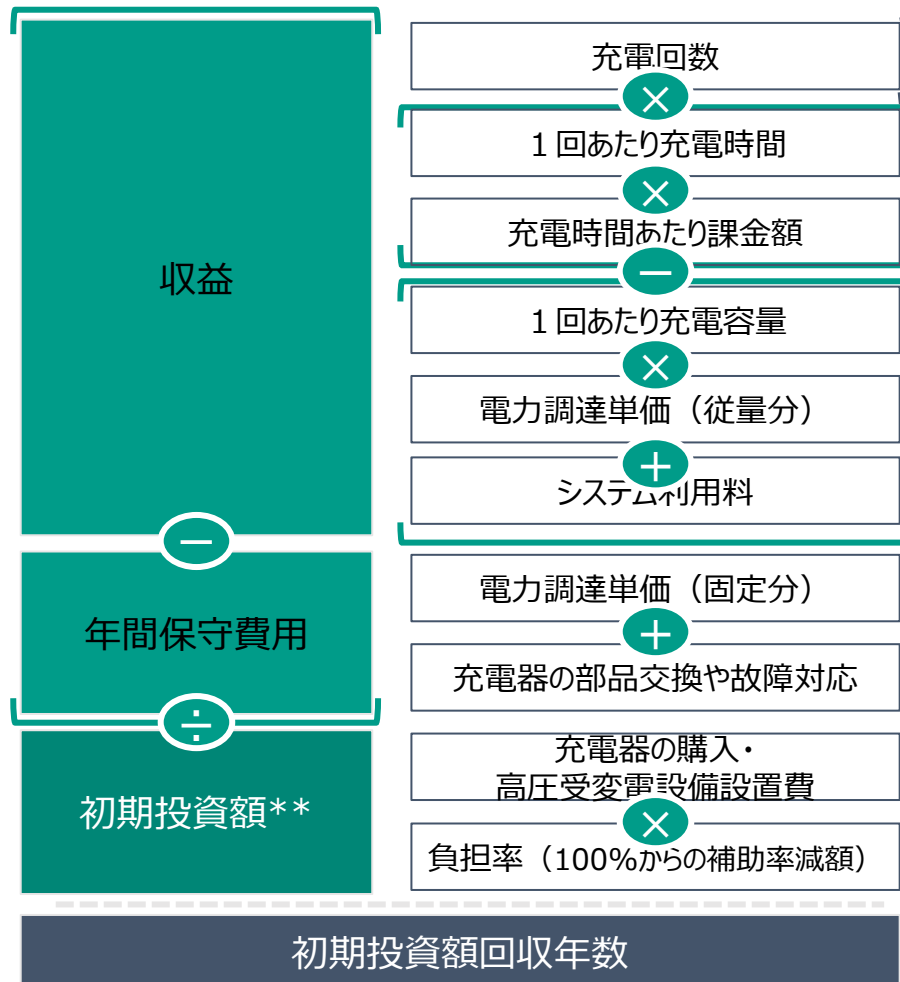 収益
充電回数
×
１回あたり充電時間
×
充電時間あたり課金額
－
１回あたり充電容量
×
電力調達単価（従量分）
＋
システム利用料
－
年間保守費用
電力調達単価（固定分）
＋
充電器の部品交換や故障対応
÷
初期投資額**
充電器の購入・
高圧受変電設備設置費
×
負担率（100%からの補助率減額）
初期投資額回収年数